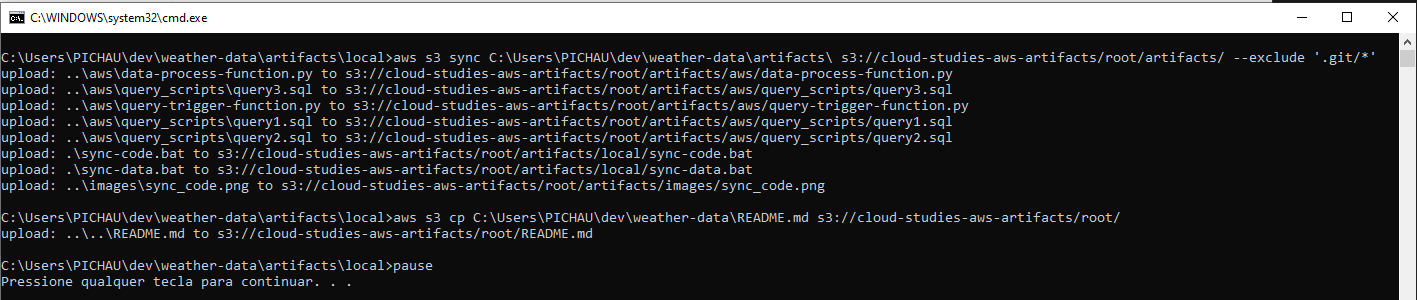 C:\WINDOWS\system32\cmd.exe
C:\Users\PICHAU\dev\weather-data\artifacts\local>aws s3 sync C:\Users\PICHAU\dev\weather-data\artifacts\ s3://cloud-studies-aws-artifacts/root/artifacts/ --exclude '.git/*'
upload: ..\aws\data-process-function.py to s3://cloud-studies-aws-artifacts/root/artifacts/aws/data-process-function.py
upload: ..\aws\query_scripts\query3.sql to s3://cloud-studies-aws-artifacts/root/artifacts/aws/query_scripts/query3.sql
upload: ..\aws\query-trigger-function.py to s3://cloud-studies-aws-artifacts/root/artifacts/aws/query-trigger-function.py
upload: ..\aws\query_scripts\query1.sql to s3://cloud-studies-aws-artifacts/root/artifacts/aws/query_scripts/query1.sql
upload: ..\aws\query_scripts\query2.sql to s3://cloud-studies-aws-artifacts/root/artifacts/aws/query_scripts/query2.sql
upload: .\sync-code.bat to s3://cloud-studies-aws-artifacts/root/artifacts/local/sync-code.bat
upload: .\sync-data.bat to s3://cloud-studies-aws-artifacts/root/artifacts/local/sync-data.bat
upload: ..\images\sync_code.png to s3://cloud-studies-aws-artifacts/root/artifacts/images/sync_code.png
C:\Users\PICHAU\dev\weather-data\artifacts\local>aws s3 cp C:\Users\PICHAU\dev\weather-data\README.md s3://cloud-studies-aws-artifacts/root/
upload: ..\..\README.md to s3://cloud-studies-aws-artifacts/root/README.md
C:\Users\PICHAU\dev\weather-data\artifacts\local>pause
Pressione qualquer tecla para continuar. . .